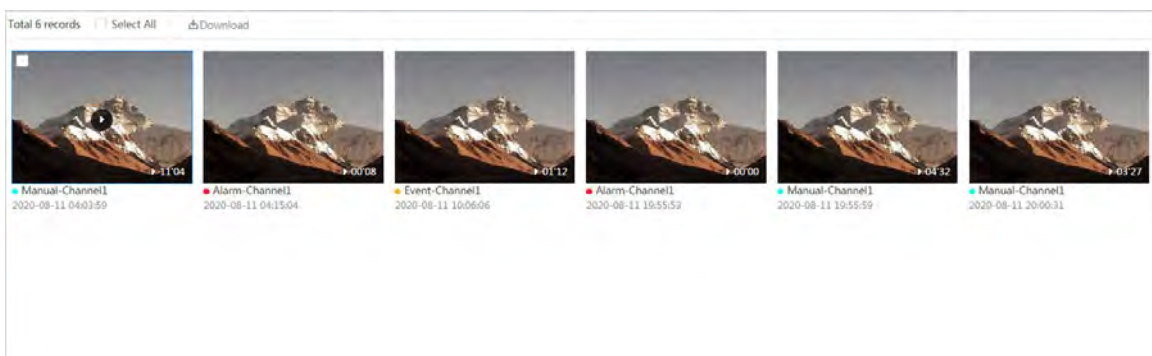 Total 6 records Select All Download
11'04 00'08 01'12 00'00 04'32 03'27
Manual-Channel1 Alarm-Channel1 Event-Channel1 Alarm-Channel1 Manual-Channel1 Manual-Channel1
2020-08-11 04:03:59 2020-08-11 04:15:04 2020-08-11 10:06:06 2020-08-11 19:55:53 2020-08-11 19:55:59 2020-08-11 20:00:31